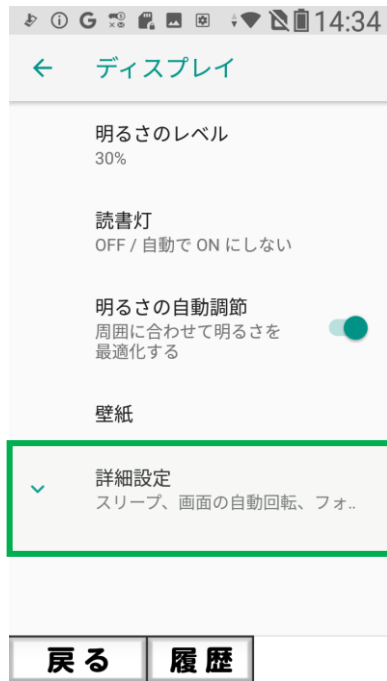 14:34
ディスプレイ
明るさのレベル
30%
読書灯
OFF / 自動で ON にしない
明るさの自動調節
周囲に合わせて明るさを
最適化する
壁紙
詳細設定
スリープ、画面の自動回転、フォ..
戻る 履歴